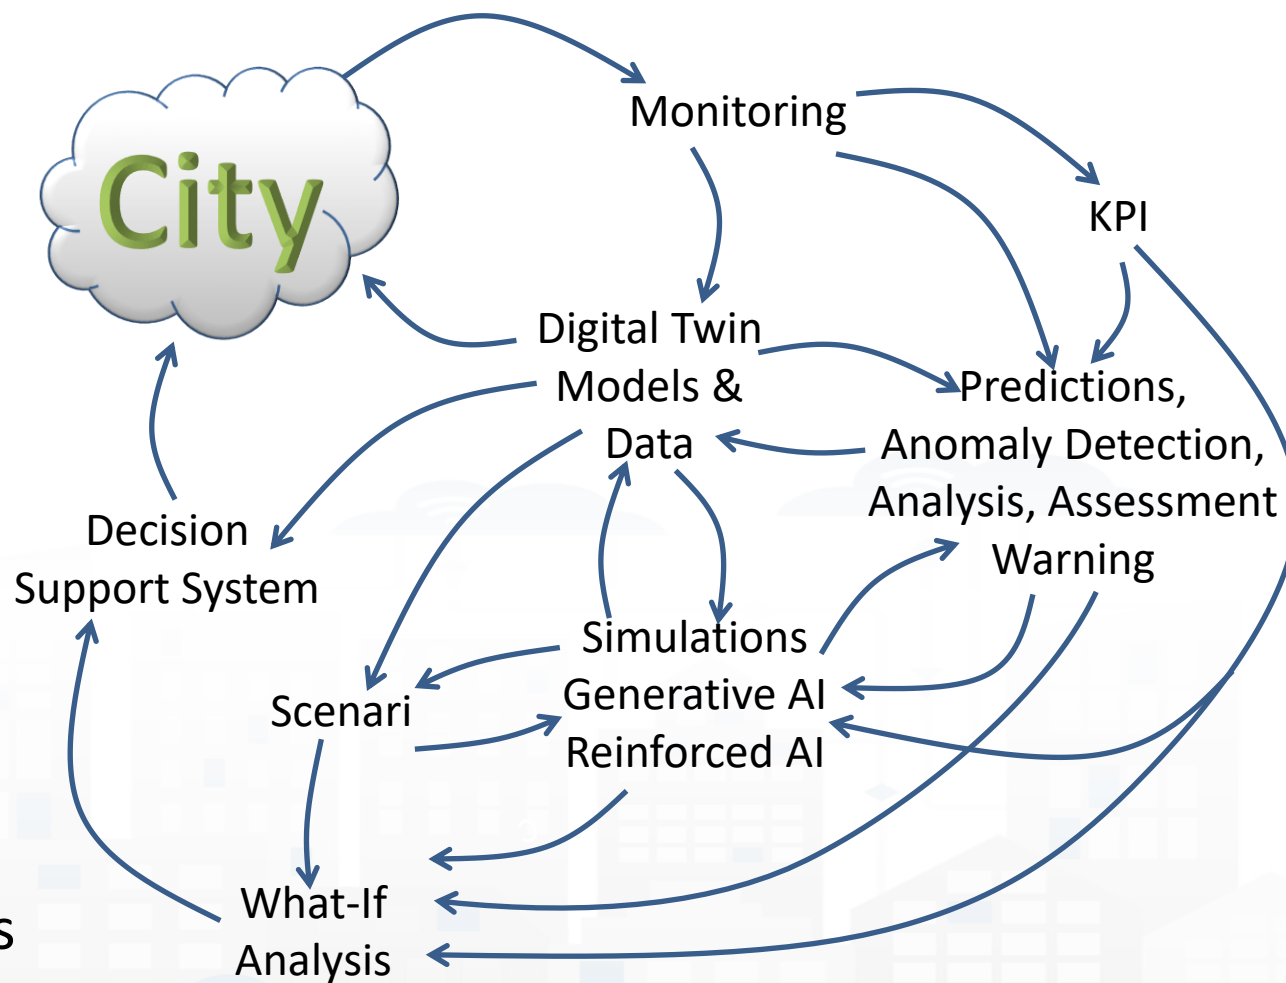 City
Monitoring
KPI
Digital Twin
Models &
Data
Predictions,
Anomaly Detection,
Analysis, Assessment
Warning
Decision
Support System
Simulations
Generative AI
Reinforced AI
Scenari
What-If
Analysis
s